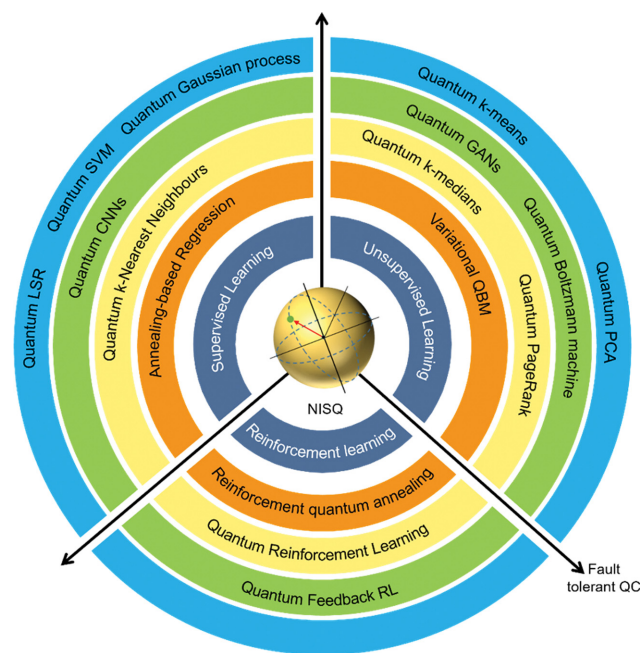 Quantum Gaussian process
Quantum SVM
Quantum LSR
Quantum CNNs
Quantum k-Nearest Neighbours
Annealing-based Regression
Supervised Learning
Quantum k-means
Quantum PCA
Quantum GANs
Quantum Boltzmann machine
Quantum k-medians
Quantum PageRank
Variational QBM
Unsupervised Learning
NISQ
Reinforcement learning
Reinforcement quantum annealing
Quantum Reinforcement Learning
Quantum Feedback RL
Fault
tolerant QC